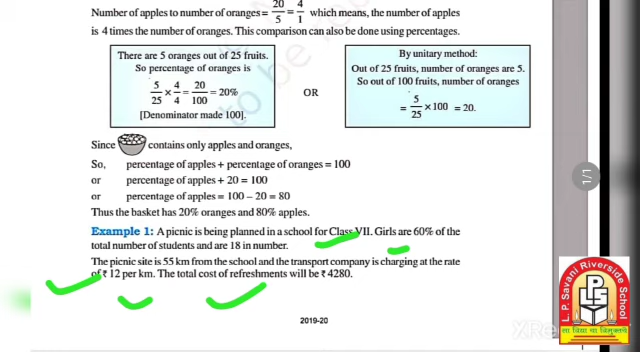 Number of apples to number of oranges = 20/5 = 4/1 which means, the number of apples
is 4 times the number of oranges. This comparison can also be done using percentages.
There are 5 oranges out of 25 fruits.
So percentage of oranges is
5/25 × 4/4 = 20/100 = 20%
[Denominator made 100].
OR
By unitary method:
Out of 25 fruits, number of oranges are 5.
So out of 100 fruits, number of oranges
= 5/25 × 100 = 20.
Since contains only apples and oranges,
So, percentage of apples + percentage of oranges = 100
or percentage of apples + 20 = 100
or percentage of apples = 100 – 20 = 80
Thus the basket has 20% oranges and 80% apples.
Example 1: A picnic is being planned in a school for Class VII. Girls are 60% of the
total number of students and are 18 in number.
The picnic site is 55 km from the school and the transport company is charging at the rate
of ₹ 12 per km. The total cost of refreshments will be ₹ 4280.
2019-20
1/1
L. P. Savani Riverside School
LPS
सा विद्या या विमुक्तये
to be